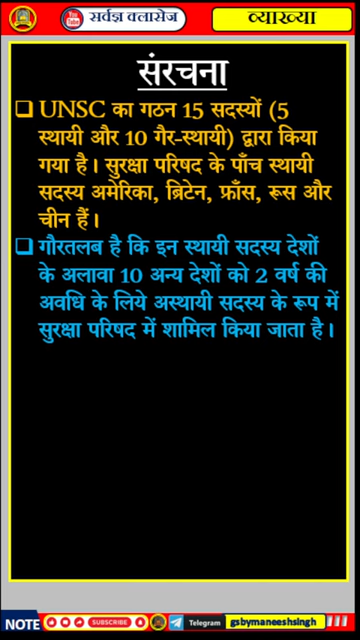 सर्वज्ञ क्लासेज
व्याख्या
संरचना
❑ UNSC का गठन 15 सदस्यों (5
स्थायी और 10 गैर-स्थायी) द्वारा किया
गया है। सुरक्षा परिषद के पाँच स्थायी
सदस्य अमेरिका, ब्रिटेन, फ्राँस, रूस और
चीन हैं।
❑ गौरतलब है कि इन स्थायी सदस्य देशों
के अलावा 10 अन्य देशों को 2 वर्ष की
अवधि के लिये अस्थायी सदस्य के रूप में
सुरक्षा परिषद में शामिल किया जाता है।
NOTE SUBSCRIBE Telegram gsbymaneeshsingh